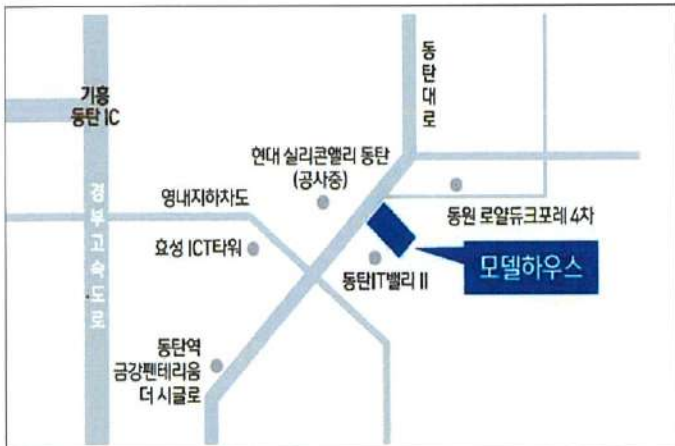 기흥
동탄 IC
동탄대로
현대 실리콘앨리 동탄
(공사중)
영내지하차도
동원 로얄듀크포레 4차
효성 ICT타워
경부고속도로
모델하우스
동탄IT밸리 II
동탄역
금강펜테리움
더 시글로